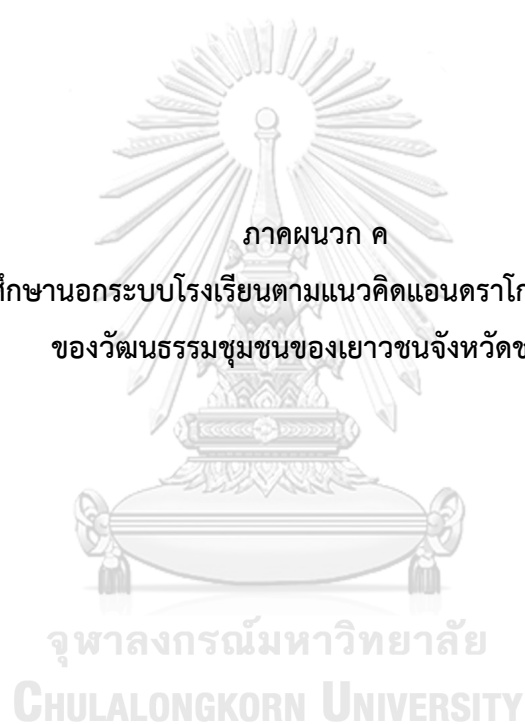 ภาคผนวก ค
ศึกษานอกระบบโรงเรียนตามแนวคิดแอนดราโก
ของวัฒนธรรมชุมชนของเยาวชนจังหวัดช
จุฬาลงกรณ์มหาวิทยาลัย
CHULALONGKORN UNIVERSITY